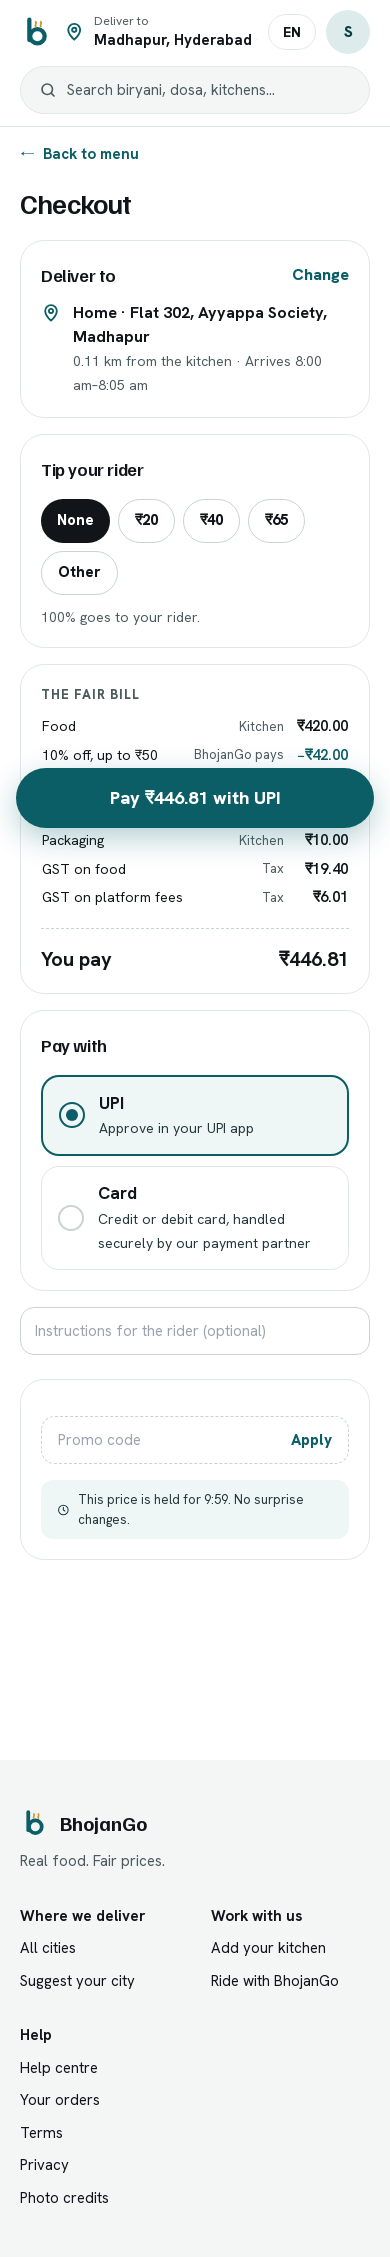 Deliver to
Madhapur, Hyderabad
EN
S
Search biryani, dosa, kitchens...
← Back to menu
Checkout
Deliver to
Change
Home · Flat 302, Ayyappa Society,
Madhapur
0.11 km from the kitchen · Arrives 8:00
am–8:05 am
Tip your rider
None ₹20 ₹40 ₹65
Other
100% goes to your rider.
THE FAIR BILL
Food Kitchen ₹420.00
10% off, up to ₹50 BhojanGo pays −₹42.00
Pay ₹446.81 with UPI
Packaging Kitchen ₹10.00
GST on food Tax ₹19.40
GST on platform fees Tax ₹6.01
You pay ₹446.81
Pay with
UPI
Approve in your UPI app
Card
Credit or debit card, handled
securely by our payment partner
Instructions for the rider (optional)
Promo code Apply
This price is held for 9:59. No surprise
changes.
BhojanGo
Real food. Fair prices.
Where we deliver
All cities
Suggest your city
Work with us
Add your kitchen
Ride with BhojanGo
Help
Help centre
Your orders
Terms
Privacy
Photo credits